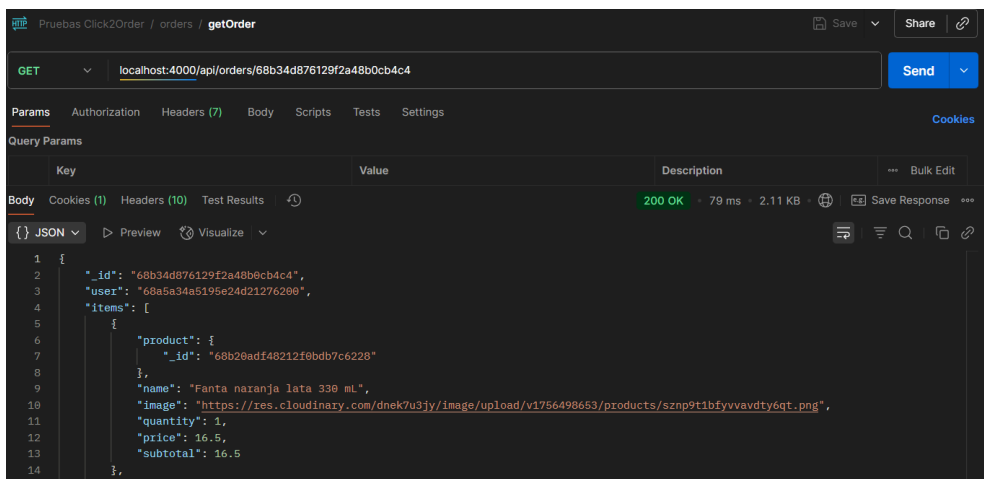 HTTP Pruebas Click2Order / orders / getOrder Save Share
GET localhost:4000/api/orders/68b34d876129f2a48b0cb4c4 Send
Params Authorization Headers (7) Body Scripts Tests Settings Cookies
Query Params
Key Value Description Bulk Edit
Body Cookies (1) Headers (10) Test Results 200 OK 79 ms 2.11 KB e.g. Save Response
{} JSON Preview Visualize
1 {
2 "_id": "68b34d876129f2a48b0cb4c4",
3 "user": "68a5a34a5195e24d21276200",
4 "items": [
5 {
6 "product": {
7 "_id": "68b20adf48212f0bdb7c6228"
8 },
9 "name": "Fanta naranja lata 330 mL",
10 "image": "https://res.cloudinary.com/dnek7u3jy/image/upload/v1756498653/products/sznp9t1bfyvvavdty6qt.png",
11 "quantity": 1,
12 "price": 16.5,
13 "subtotal": 16.5
14 },